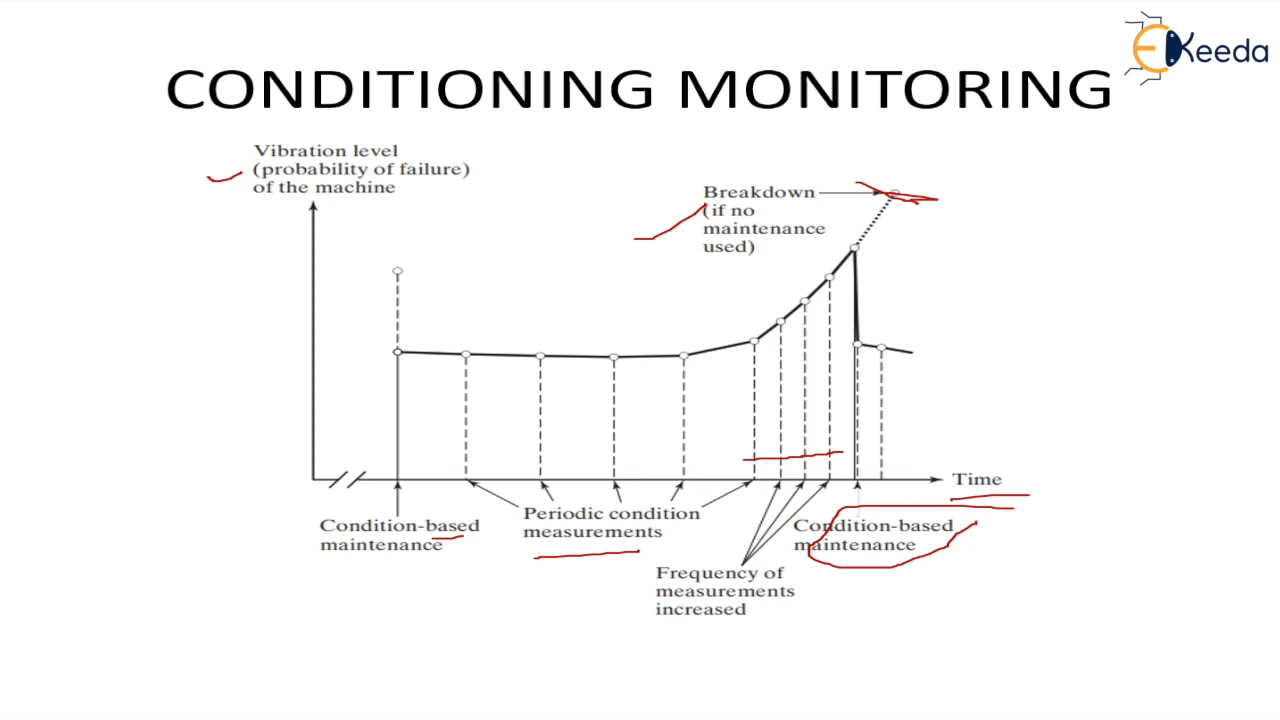 EKeeda
CONDITIONING MONITORING
Vibration level
(probability of failure)
of the machine
Breakdown
(if no
maintenance
used)
Time
Condition-based
maintenance
Periodic condition
measurements
Frequency of
measurements
increased
Condition-based
maintenance